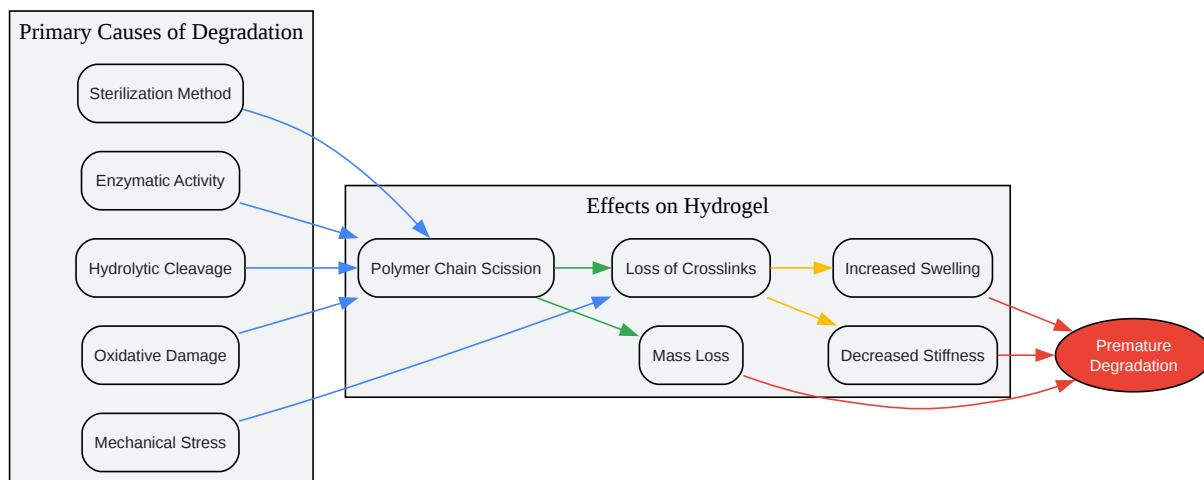 Primary Causes of Degradation
Sterilization Method
Enzymatic Activity
Hydrolytic Cleavage
Oxidative Damage
Mechanical Stress
Effects on Hydrogel
Polymer Chain Scission
Loss of Crosslinks
Increased Swelling
Mass Loss
Decreased Stiffness
Premature
Degradation